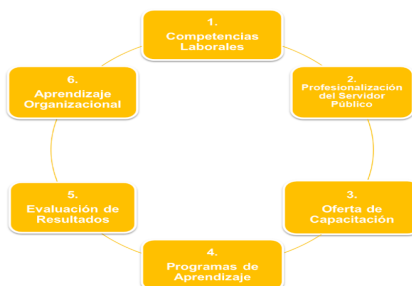 1.
Competencias
Laborales
2.
Profesionalización
del Servidor
Público
3.
Oferta de
Capacitación
4.
Programas de
Aprendizaje
5.
Evaluación de
Resultados
6.
Aprendizaje
Organizacional